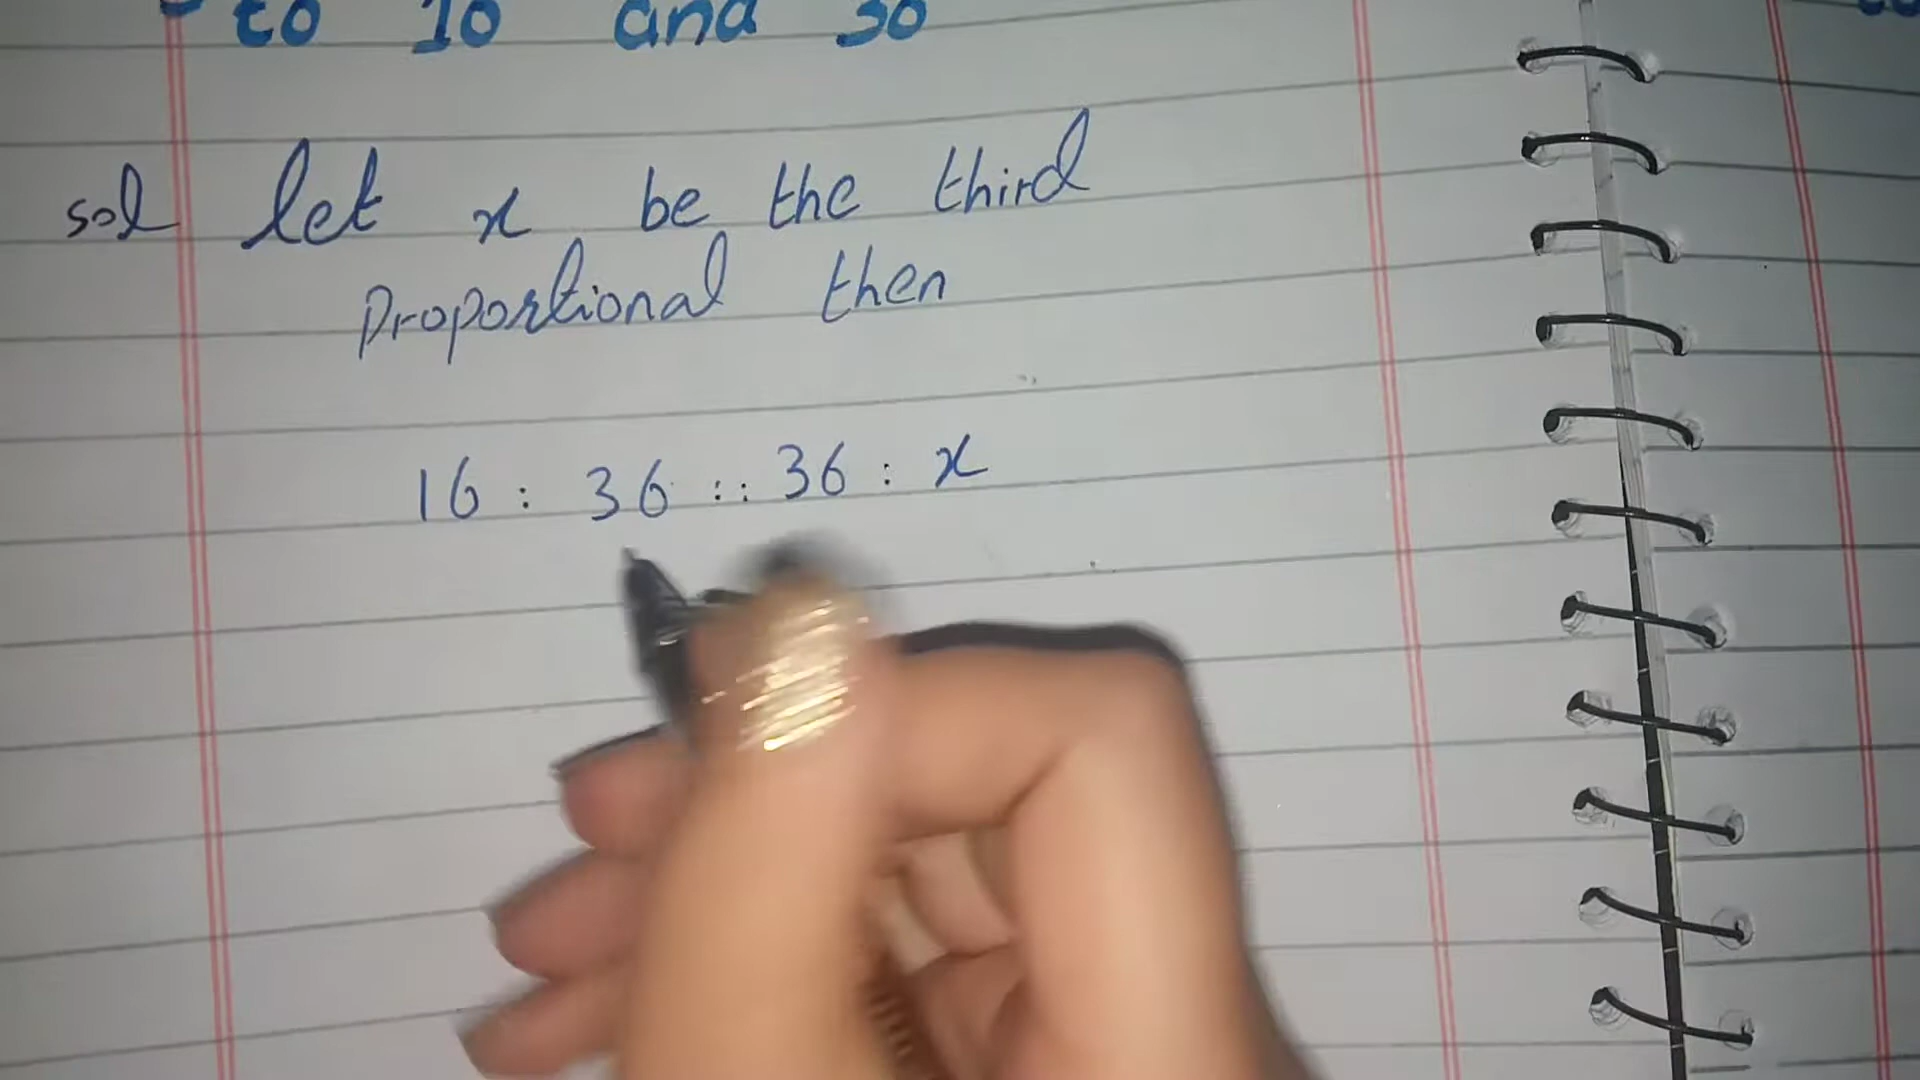 to 16 and 36
sol let x be the third
proportional then
16 : 36 :: 36 : x